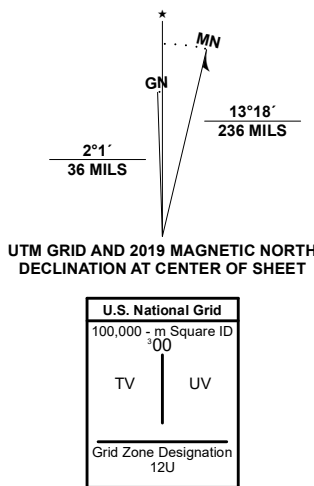 ★
MN
GN
13°18´
236 MILS
2°1´
36 MILS
UTM GRID AND 2019 MAGNETIC NORTH
DECLINATION AT CENTER OF SHEET
U.S. National Grid
100,000 - m Square ID
³00
TV UV
Grid Zone Designation
12U